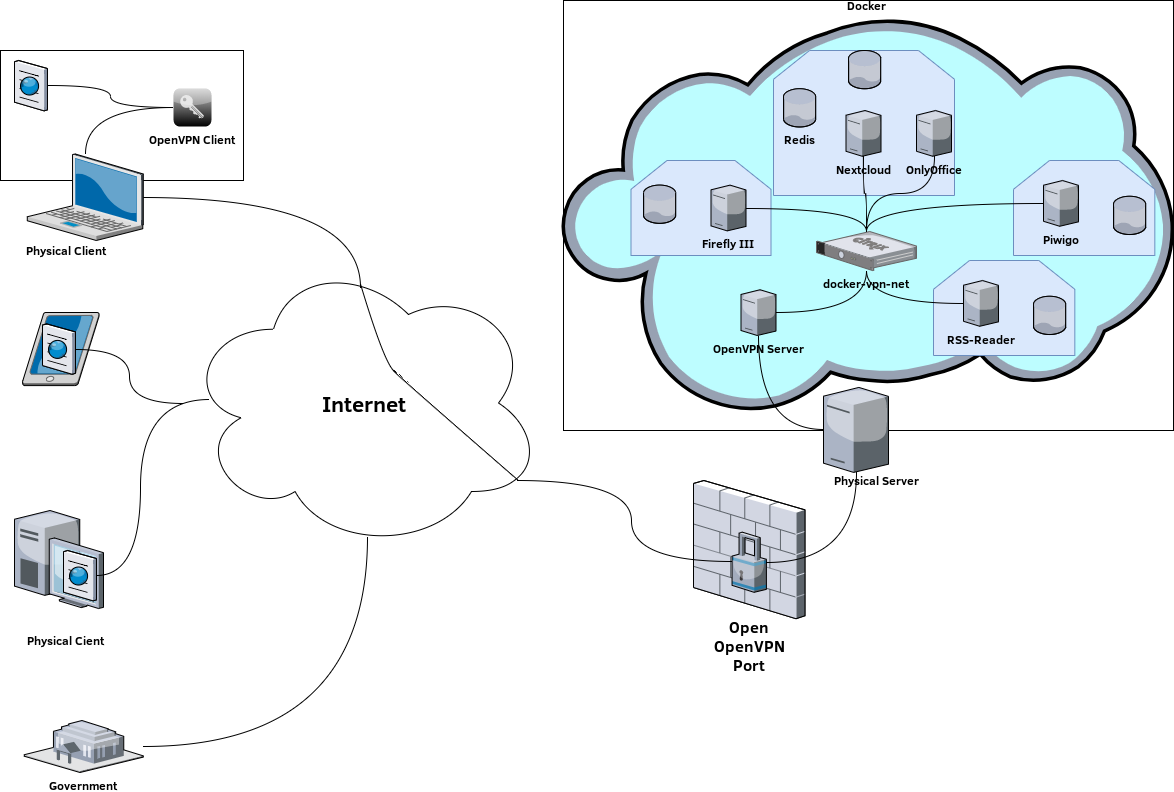 Docker
OpenVPN Client
Physical Client
Redis
Nextcloud
OnlyOffice
Firefly III
Piwigo
citrix
docker-vpn-net
OpenVPN Server
RSS-Reader
Internet
Physical Server
Open
OpenVPN
Port
Physical Cient
Government